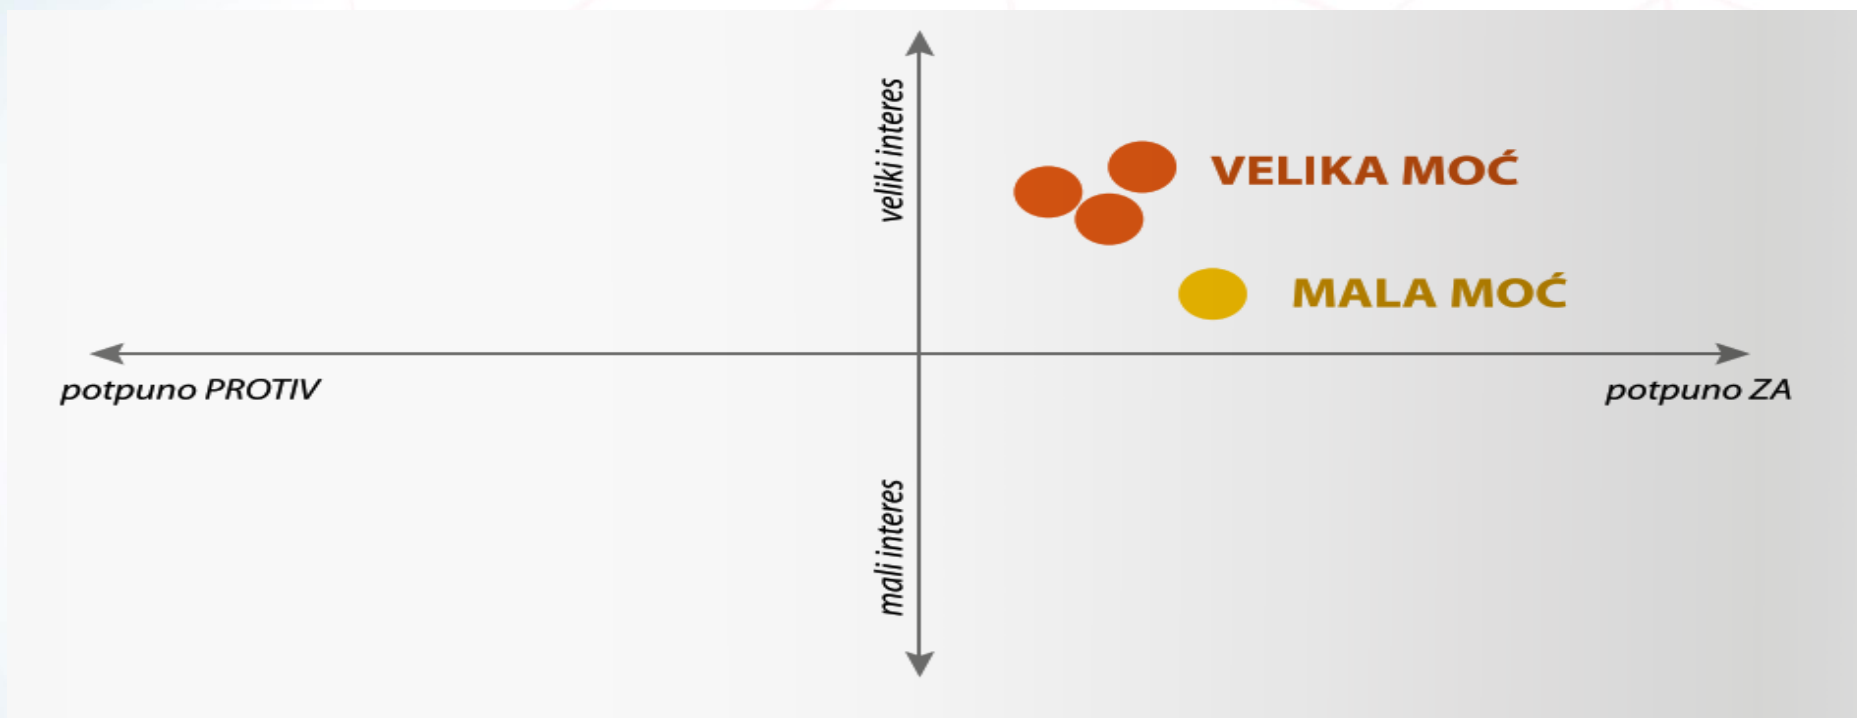 veliki interes
VELIKA MOĆ
MALA MOĆ
potpuno PROTIV
potpuno ZA
mali interes